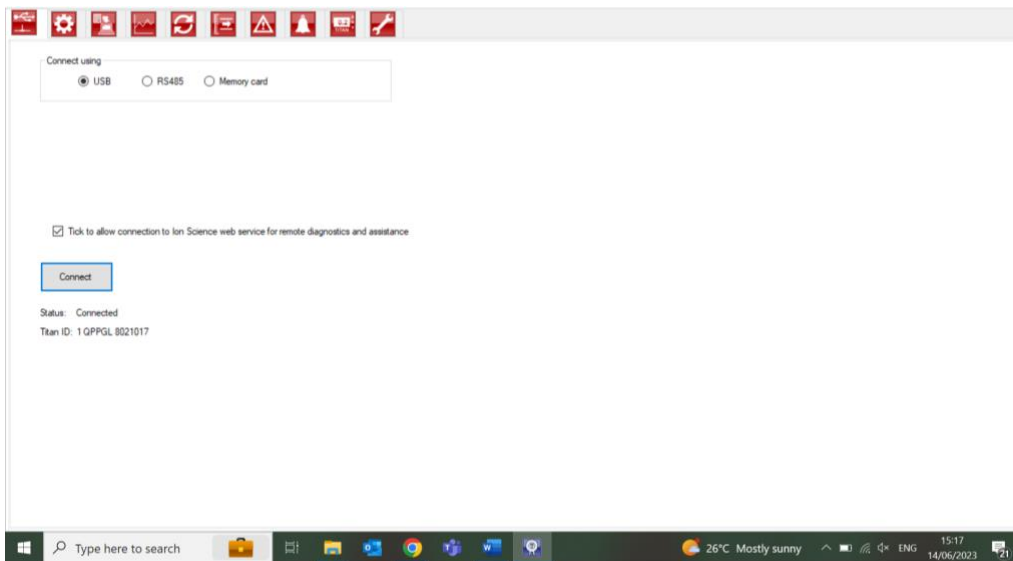 Connect using
USB RS485 Memory card
Tick to allow connection to Ion Science web service for remote diagnostics and assistance
Connect
Status: Connected
Titan ID: 1 QPPGL 8021017
Type here to search
26°C Mostly sunny
ENG
15:17
14/06/2023
21